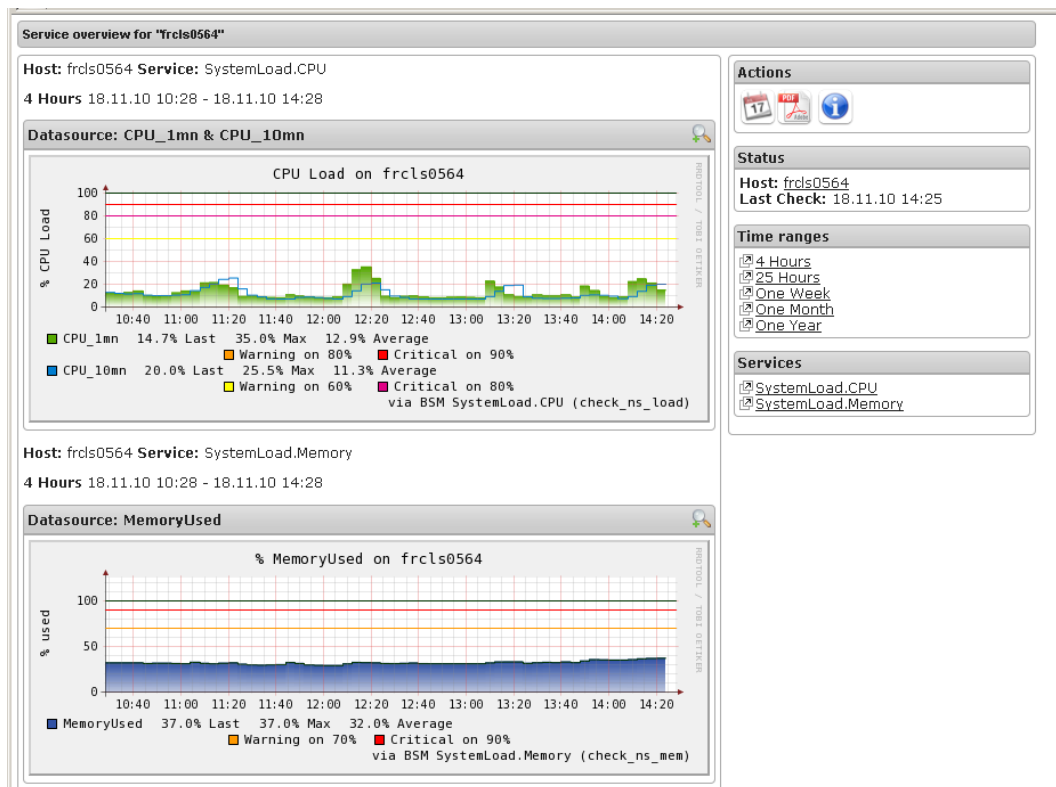 Service overview for "frcls0564"
Host: frcls0564 Service: SystemLoad.CPU
4 Hours 18.11.10 10:28 - 18.11.10 14:28
Datasource: CPU_1mn & CPU_10mn
CPU Load on frcls0564
RRDTOOL / TOBI OETIKER
% CPU Load
100
80
60
40
20
0
10:40 11:00 11:20 11:40 12:00 12:20 12:40 13:00 13:20 13:40 14:00 14:20
CPU_1mn 14.7% Last 35.0% Max 12.9% Average
Warning on 80% Critical on 90%
CPU_10mn 20.0% Last 25.5% Max 11.3% Average
Warning on 60% Critical on 80%
via BSM SystemLoad.CPU (check_ns_load)
Host: frcls0564 Service: SystemLoad.Memory
4 Hours 18.11.10 10:28 - 18.11.10 14:28
Datasource: MemoryUsed
% MemoryUsed on frcls0564
RRDTOOL / TOBI OETIKER
% used
100
50
0
10:40 11:00 11:20 11:40 12:00 12:20 12:40 13:00 13:20 13:40 14:00 14:20
MemoryUsed 37.0% Last 37.0% Max 32.0% Average
Warning on 70% Critical on 90%
via BSM SystemLoad.Memory (check_ns_mem)
Actions
17
PDF
Adobe
Status
Host: frcls0564
Last Check: 18.11.10 14:25
Time ranges
4 Hours
25 Hours
One Week
One Month
One Year
Services
SystemLoad.CPU
SystemLoad.Memory